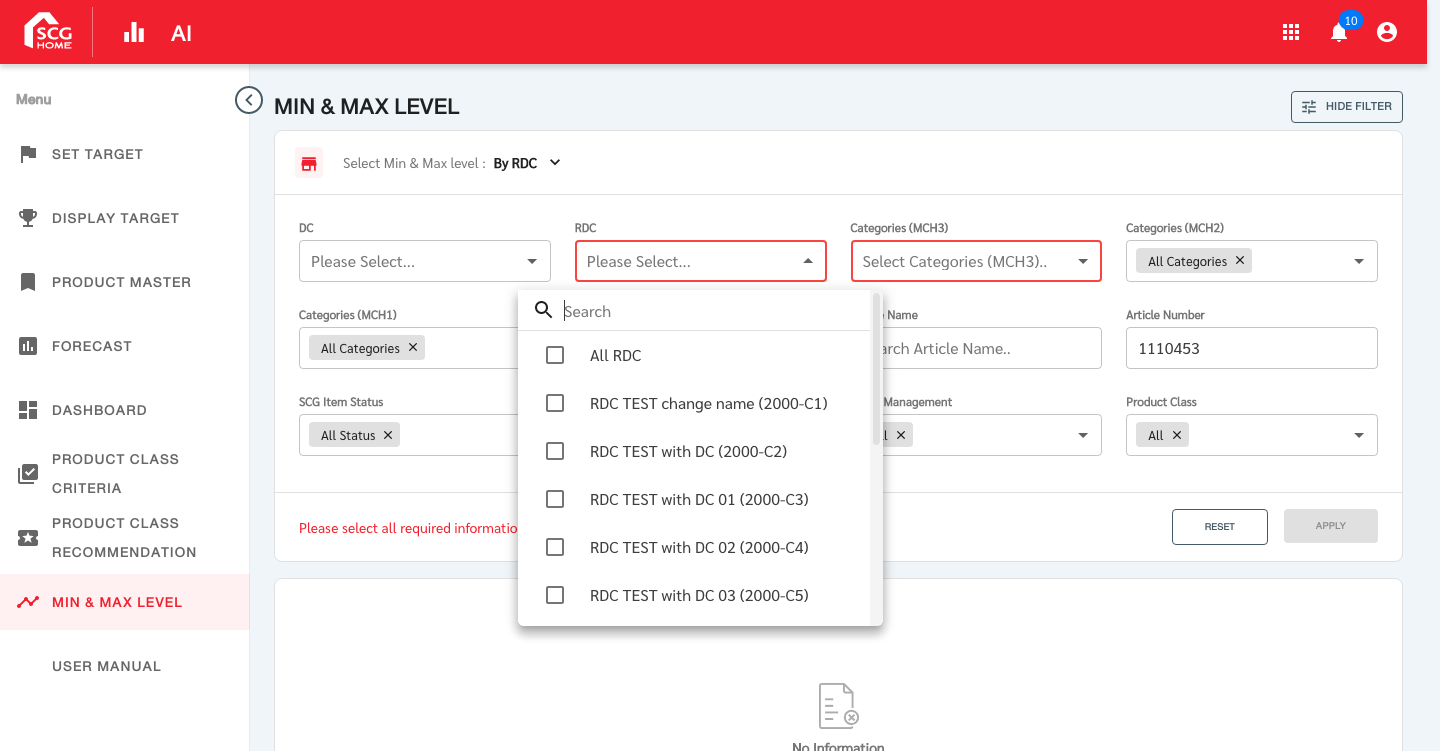 SCG
HOME
AI
10
Menu
SET TARGET
DISPLAY TARGET
PRODUCT MASTER
FORECAST
DASHBOARD
PRODUCT CLASS
CRITERIA
PRODUCT CLASS
RECOMMENDATION
MIN & MAX LEVEL
USER MANUAL
MIN & MAX LEVEL
HIDE FILTER
Select Min & Max level : By RDC
DC
Please Select...
RDC
Please Select...
Categories (MCH3)
Select Categories (MCH3)..
Categories (MCH2)
All Categories
Categories (MCH1)
All Categories
Name
Article Name..
Article Number
1110453
SCG Item Status
All Status
Management
Product Class
All
Search
All RDC
RDC TEST change name (2000-C1)
RDC TEST with DC (2000-C2)
RDC TEST with DC 01 (2000-C3)
RDC TEST with DC 02 (2000-C4)
RDC TEST with DC 03 (2000-C5)
Please select all required
RESET
APPLY
No Information